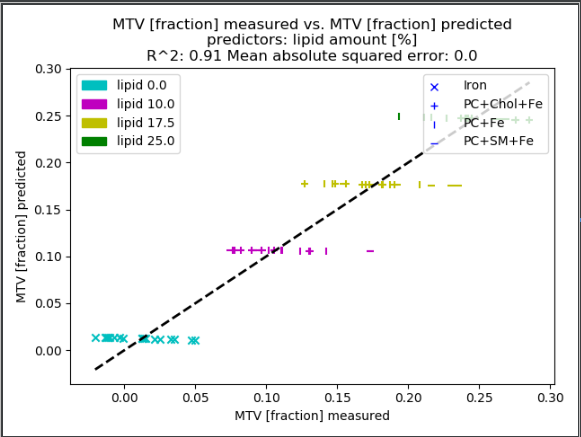 MTV [fraction] measured vs. MTV [fraction] predicted
predictors: lipid amount [%]
R^2: 0.91 Mean absolute squared error: 0.0
0.30
0.25
0.20
0.15
0.10
0.05
0.00
MTV [fraction] predicted
lipid 0.0
lipid 10.0
lipid 17.5
lipid 25.0
Iron
PC+Chol+Fe
PC+Fe
PC+SM+Fe
0.00 0.05 0.10 0.15 0.20 0.25 0.30
MTV [fraction] measured